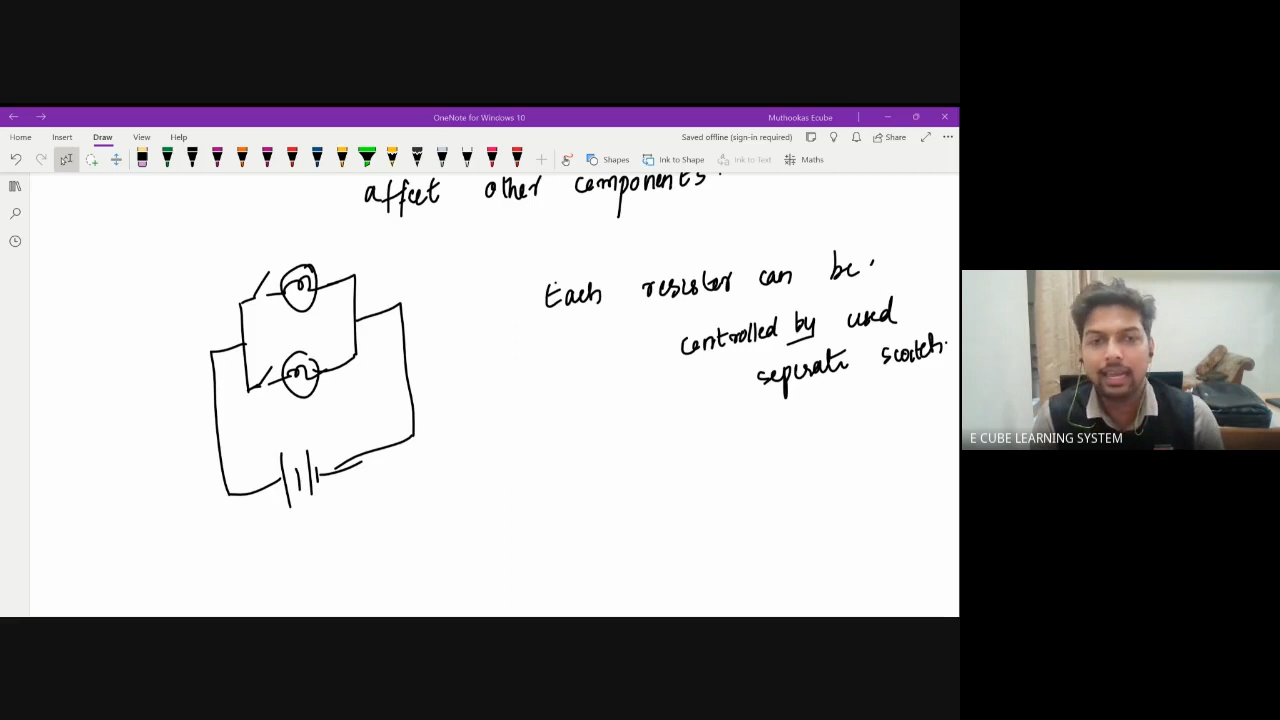 OneNote for Windows 10
Muthookas Ecube
Home Insert Draw View Help
Saved offline (sign-in required)
Share
Shapes
Ink to Shape
Ink to Text
Maths
affect other components.
Each resistor can be
controlled by used
seperate switch.
E CUBE LEARNING SYSTEM